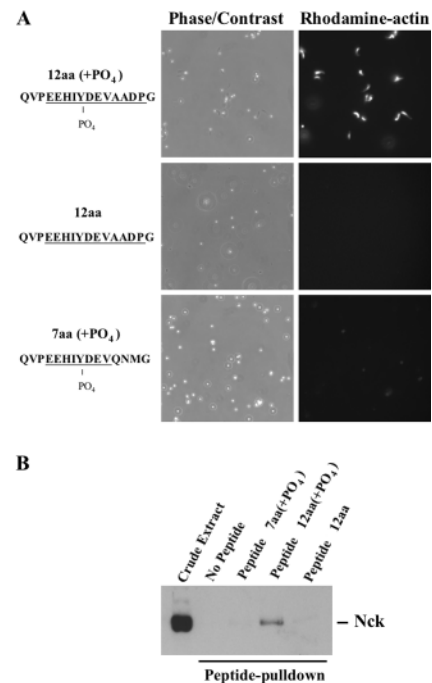 A
Phase/Contrast
Rhodamine-actin
12aa (+PO4)
QVPEEHIYDEVAADPG
PO4
12aa
QVPEEHIYDEVAADPG
7aa (+PO4)
QVPEEHIYDEVQNMG
PO4
B
Crude Extract
No Peptide
Peptide 7aa(+PO4)
Peptide 12aa(+PO4)
Peptide 12aa
Nck
Peptide-pulldown